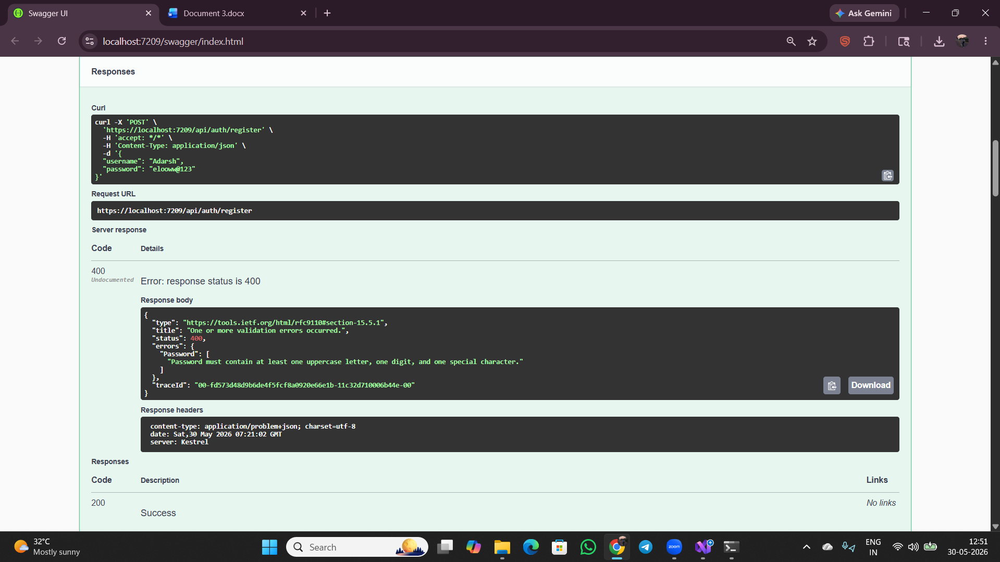 Swagger UI
Document 3.docx
Ask Gemini
localhost:7209/swagger/index.html
Responses
Curl
curl -X 'POST' \
  'https://localhost:7209/api/auth/register' \
  -H 'accept: */*' \
  -H 'Content-Type: application/json' \
  -d '{
  "username": "Adarsh",
  "password": "elooww@123"
}'
Request URL
https://localhost:7209/api/auth/register
Server response
Code Details
400
Undocumented
Error: response status is 400
Response body
{
  "type": "https://tools.ietf.org/html/rfc9110#section-15.5.1",
  "title": "One or more validation errors occurred.",
  "status": 400,
  "errors": {
    "Password": [
      "Password must contain at least one uppercase letter, one digit, and one special character."
    ]
  },
  "traceId": "00-fd573d48d9b6de4f5fcf8a0920e66e1b-11c32d710006b44e-00"
}
Download
Response headers
content-type: application/problem+json; charset=utf-8
date: Sat,30 May 2026 07:21:02 GMT
server: Kestrel
Responses
Code Description Links
200 No links
Success
32°C
Mostly sunny
Search
zoom
ENG
IN
12:51
30-05-2026